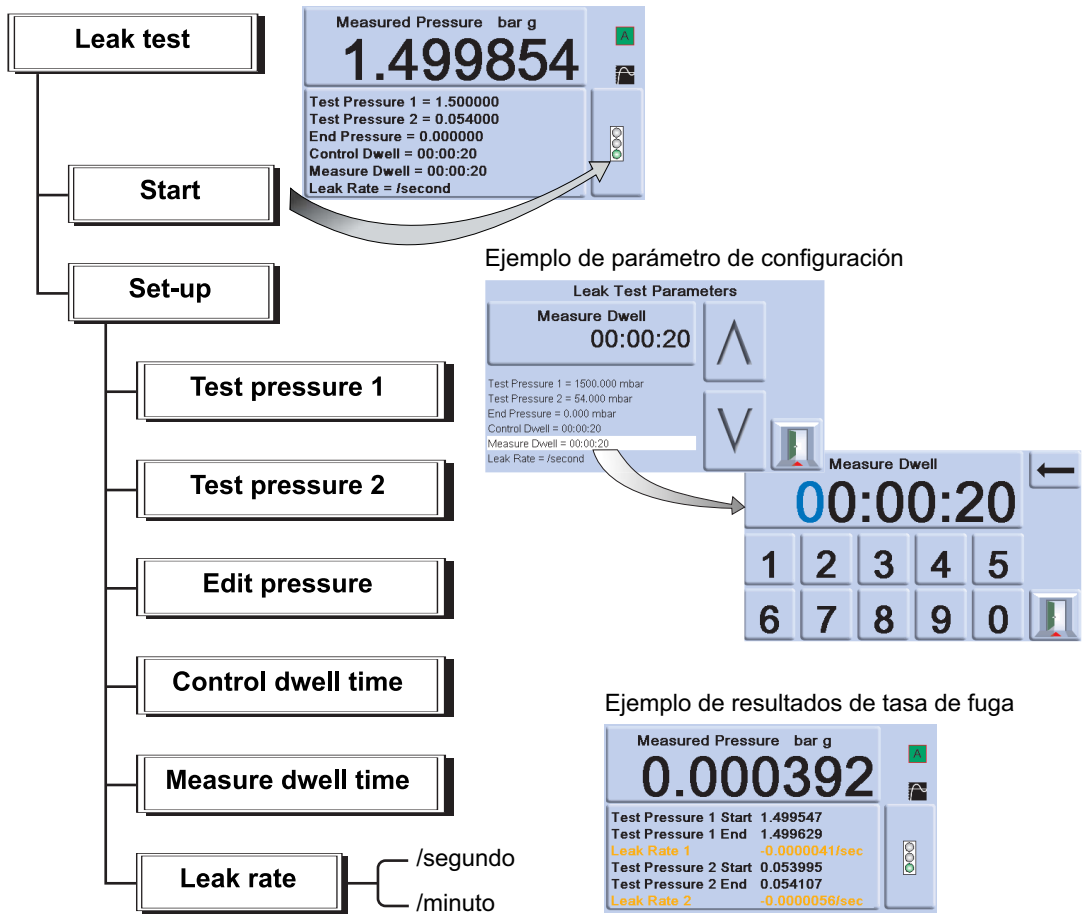 Leak test
Measured Pressure bar g
1.499854
A
Test Pressure 1 = 1.500000
Test Pressure 2 = 0.054000
End Pressure = 0.000000
Control Dwell = 00:00:20
Measure Dwell = 00:00:20
Leak Rate = /second
Start
Set-up
Ejemplo de parámetro de configuración
Leak Test Parameters
Measure Dwell
00:00:20
Test Pressure 1 = 1500.000 mbar
Test Pressure 2 = 54.000 mbar
End Pressure = 0.000 mbar
Control Dwell = 00:00:20
Measure Dwell = 00:00:20
Leak Rate = /second
Measure Dwell
00:00:20
1 2 3 4 5
6 7 8 9 0
Test pressure 1
Test pressure 2
Edit pressure
Control dwell time
Measure dwell time
Leak rate
/segundo
/minuto
Ejemplo de resultados de tasa de fuga
Measured Pressure bar g
0.000392
A
Test Pressure 1 Start 1.499547
Test Pressure 1 End 1.499629
Leak Rate 1 -0.0000041/sec
Test Pressure 2 Start 0.053995
Test Pressure 2 End 0.054107
Leak Rate 2 -0.0000056/sec